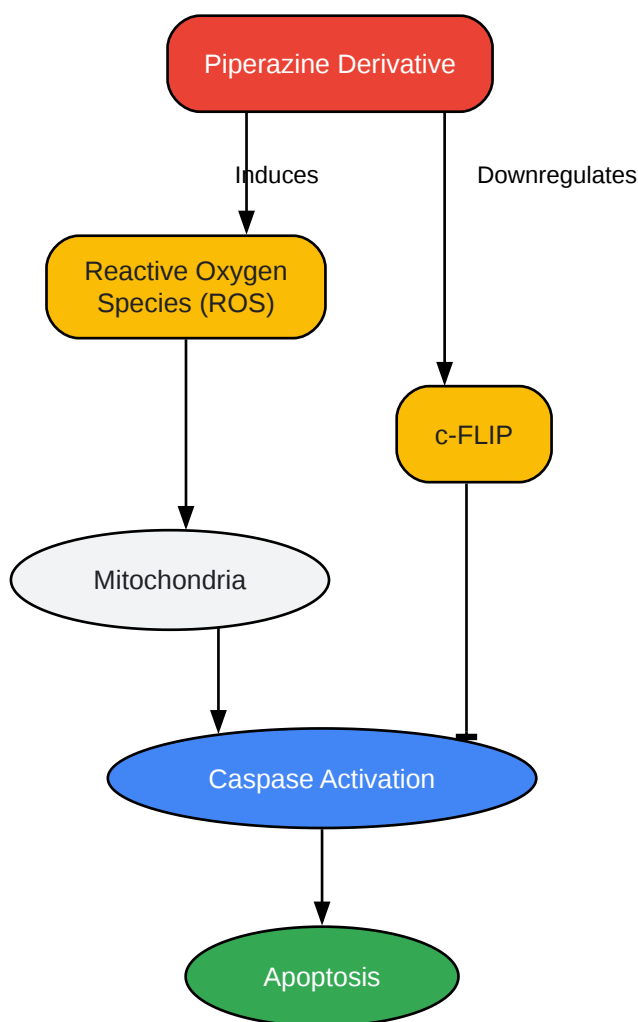 Piperazine Derivative
Induces
Downregulates
Reactive Oxygen
Species (ROS)
c-FLIP
Mitochondria
Caspase Activation
Apoptosis